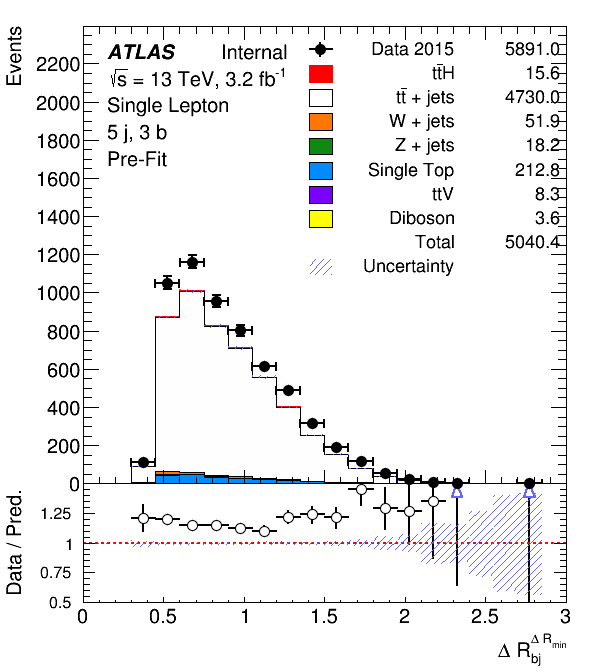 Events
2200
2000
1800
1600
1400
1200
1000
800
600
400
200
0
ATLAS Internal
√s = 13 TeV, 3.2 fb⁻¹
Single Lepton
5 j, 3 b
Pre-Fit
Data 2015 5891.0
tt̄H 15.6
tt̄ + jets 4730.0
W + jets 51.9
Z + jets 18.2
Single Top 212.8
ttV 8.3
Diboson 3.6
Total 5040.4
Uncertainty
Data / Pred.
1.25
1
0.75
0.5
0 0.5 1 1.5 2 2.5 3
Δ R_bj^Δ R_min